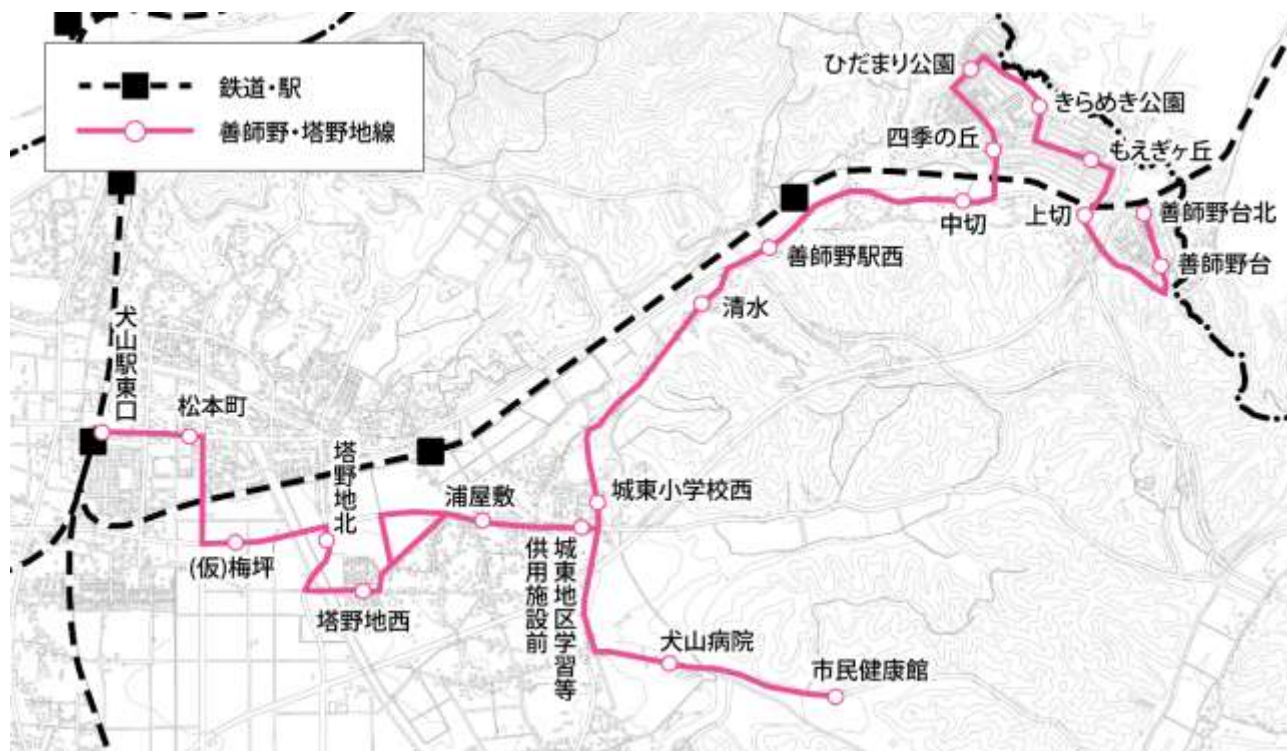 鉄道・駅
善師野・塔野地線
ひだまり公園
きらめき公園
四季の丘
もえぎヶ丘
中切
上切
善師野台北
善師野台
善師野駅西
清水
犬山駅東口
松本町
塔野地北
浦屋敷
城東小学校西
(仮)梅坪
塔野地西
城東地区学習等
供用施設前
犬山病院
市民健康館